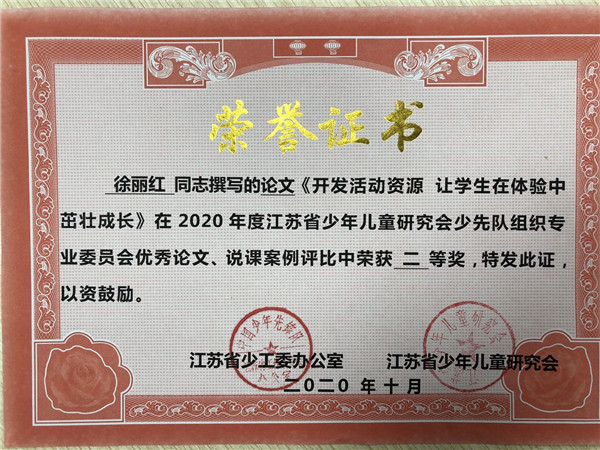 荣誉证书
徐丽红 同志撰写的论文《开发活动资源 让学生在体验中
茁壮成长》在 2020 年度江苏省少年儿童研究会少先队组织专
业委员会优秀论文、说课案例评比中荣获 二 等奖，特发此证，
以资鼓励。
江苏省少工委办公室 江苏省少年儿童研究会
二〇二〇 年 十 月